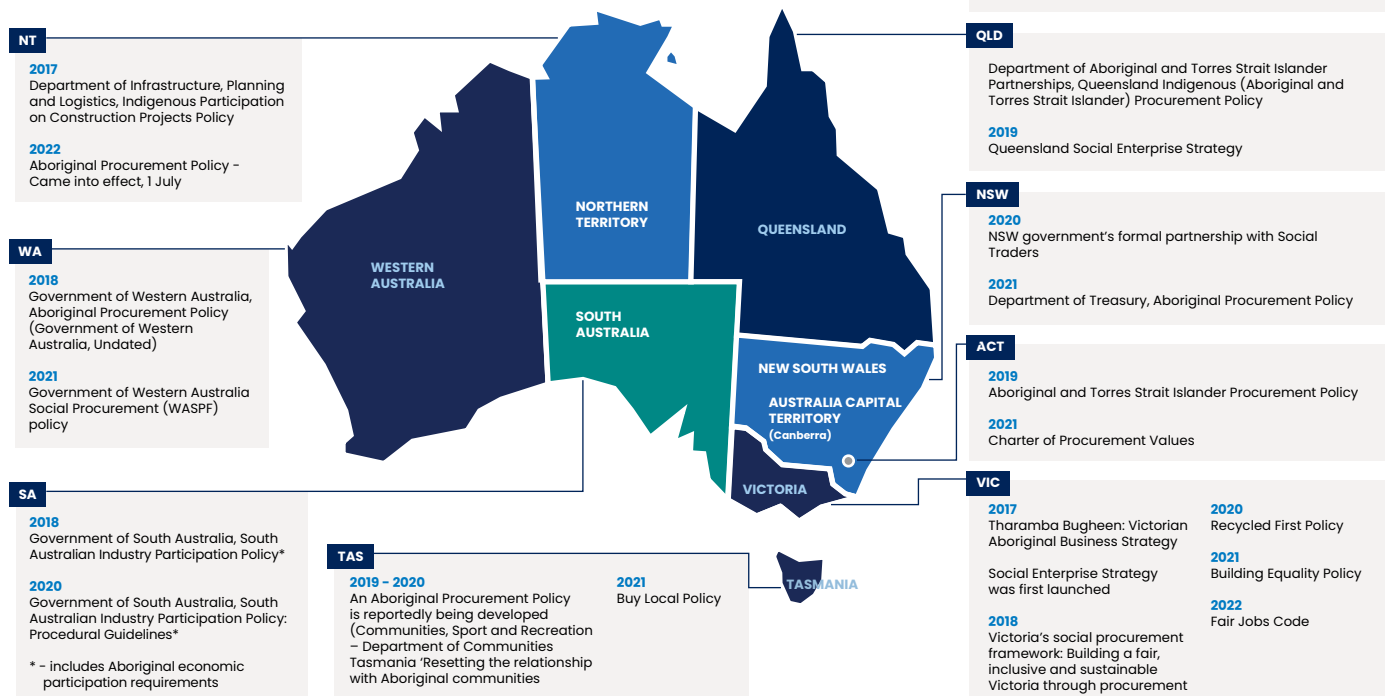 NT
2017
Department of Infrastructure, Planning
and Logistics, Indigenous Participation
on Construction Projects Policy
2022
Aboriginal Procurement Policy -
Came into effect, 1 July
WA
2018
Government of Western Australia,
Aboriginal Procurement Policy
(Government of Western
Australia, Undated)
2021
Government of Western Australia
Social Procurement (WASPF)
policy
SA
2018
Government of South Australia, South
Australian Industry Participation Policy*
2020
Government of South Australia, South
Australian Industry Participation Policy:
Procedural Guidelines*
* - includes Aboriginal economic
participation requirements
TAS
2019 - 2020
An Aboriginal Procurement Policy
is reportedly being developed
(Communities, Sport and Recreation
– Department of Communities
Tasmania ‘Resetting the relationship
with Aboriginal communities
2021
Buy Local Policy
WESTERN
AUSTRALIA
NORTHERN
TERRITORY
SOUTH
AUSTRALIA
QUEENSLAND
NEW SOUTH WALES
AUSTRALIA CAPITAL
TERRITORY
(Canberra)
VICTORIA
TASMANIA
QLD
Department of Aboriginal and Torres Strait Islander
Partnerships, Queensland Indigenous (Aboriginal and
Torres Strait Islander) Procurement Policy
2019
Queensland Social Enterprise Strategy
NSW
2020
NSW government’s formal partnership with Social
Traders
2021
Department of Treasury, Aboriginal Procurement Policy
ACT
2019
Aboriginal and Torres Strait Islander Procurement Policy
2021
Charter of Procurement Values
VIC
2017
Tharamba Bugheen: Victorian
Aboriginal Business Strategy
Social Enterprise Strategy
was first launched
2018
Victoria’s social procurement
framework: Building a fair,
inclusive and sustainable
Victoria through procurement
2020
Recycled First Policy
2021
Building Equality Policy
2022
Fair Jobs Code